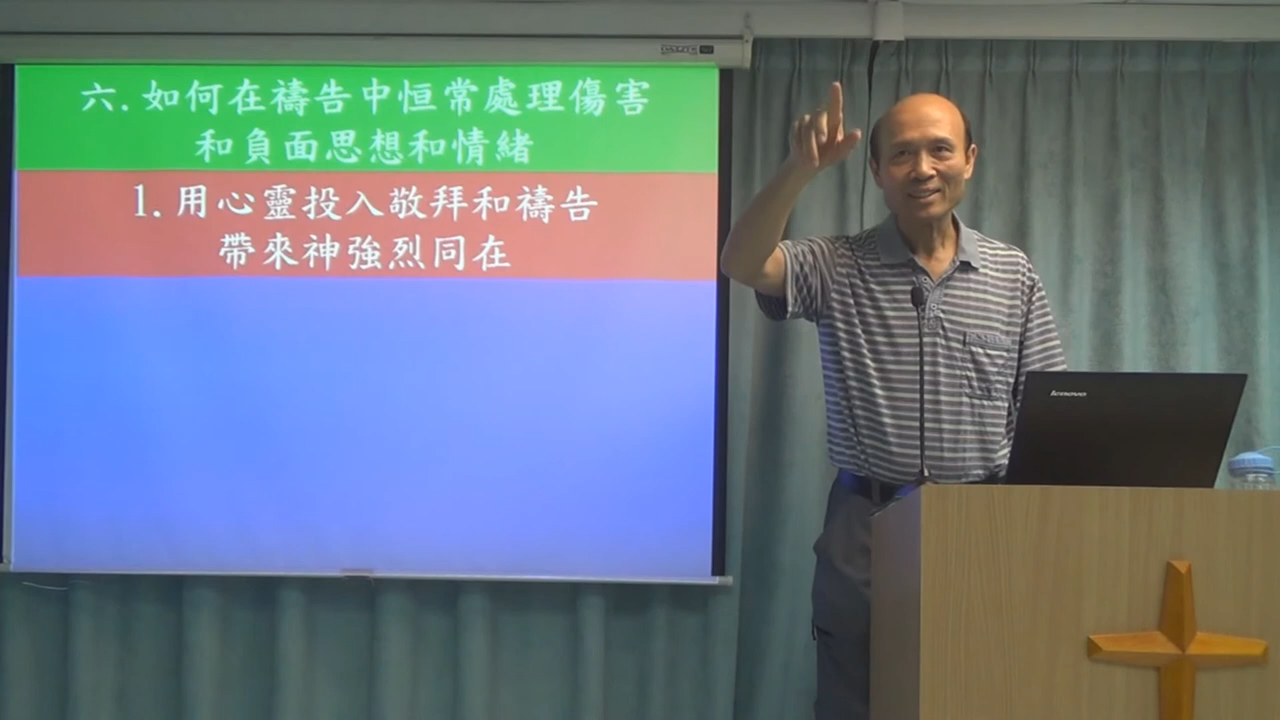 六.如何在禱告中恒常處理傷害
和負面思想和情緒
1.用心靈投入敬拜和禱告
帶來神強烈同在
lenovo